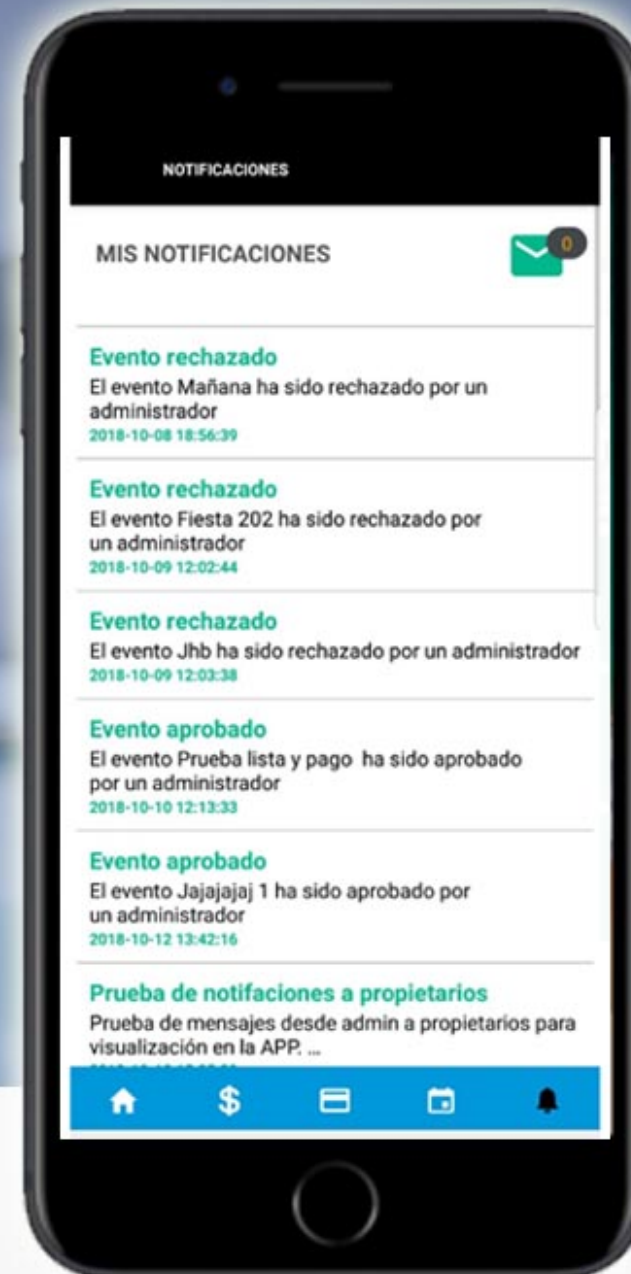 NOTIFICACIONES
MIS NOTIFICACIONES
0
Evento rechazado
El evento Mañana ha sido rechazado por un
administrador
2018-10-08 18:56:39
Evento rechazado
El evento Fiesta 202 ha sido rechazado por
un administrador
2018-10-09 12:02:44
Evento rechazado
El evento Jhb ha sido rechazado por un administrador
2018-10-09 12:03:38
Evento aprobado
El evento Prueba lista y pago ha sido aprobado
por un administrador
2018-10-10 12:13:33
Evento aprobado
El evento Jajajajaj 1 ha sido aprobado por
un administrador
2018-10-12 13:42:16
Prueba de notifaciones a propietarios
Prueba de mensajes desde admin a propietarios para
visualización en la APP. ...